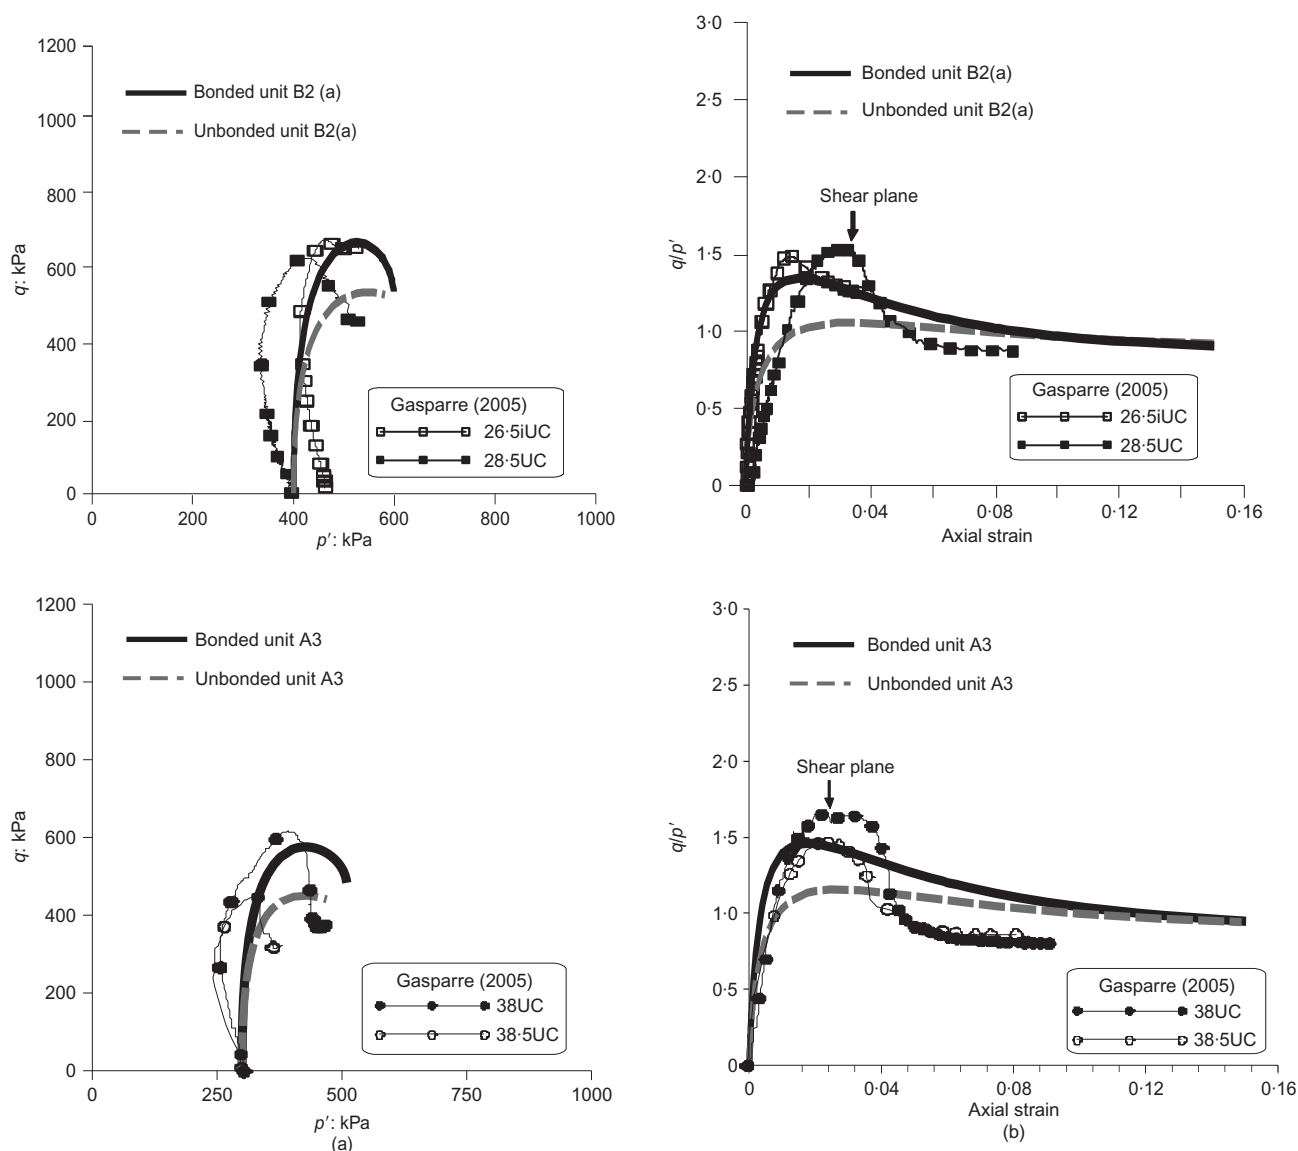 1200
1000
800
600
400
200
0
q: kPa
Bonded unit B2 (a)
Unbonded unit B2(a)
Gasparre (2005)
26·5iUC
28·5UC
0 200 400 600 800 1000
p′: kPa
3·0
2·5
2·0
1·5
1·0
0·5
0
q/p′
Bonded unit B2(a)
Unbonded unit B2(a)
Shear plane
Gasparre (2005)
26·5iUC
28·5UC
0 0·04 0·08 0·12 0·16
Axial strain
1200
1000
800
600
400
200
0
q: kPa
Bonded unit A3
Unbonded unit A3
Gasparre (2005)
38UC
38·5UC
0 250 500 750 1000
p′: kPa
(a)
3·0
2·5
2·0
1·5
1·0
0·5
0
q/p′
Bonded unit A3
Unbonded unit A3
Shear plane
Gasparre (2005)
38UC
38·5UC
0 0·04 0·08 0·12 0·16
Axial strain
(b)